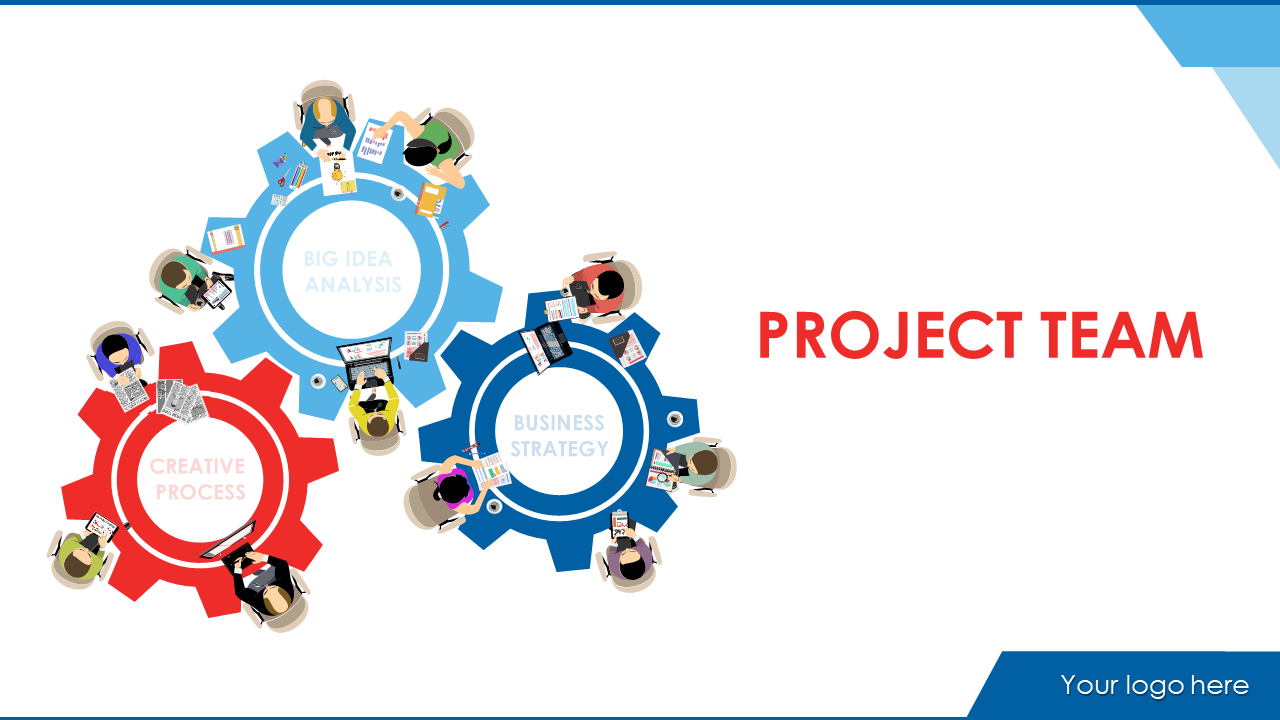 BIG IDEA
ANALYSIS
PROJECT TEAM
BUSINESS
STRATEGY
CREATIVE
PROCESS
Your logo here